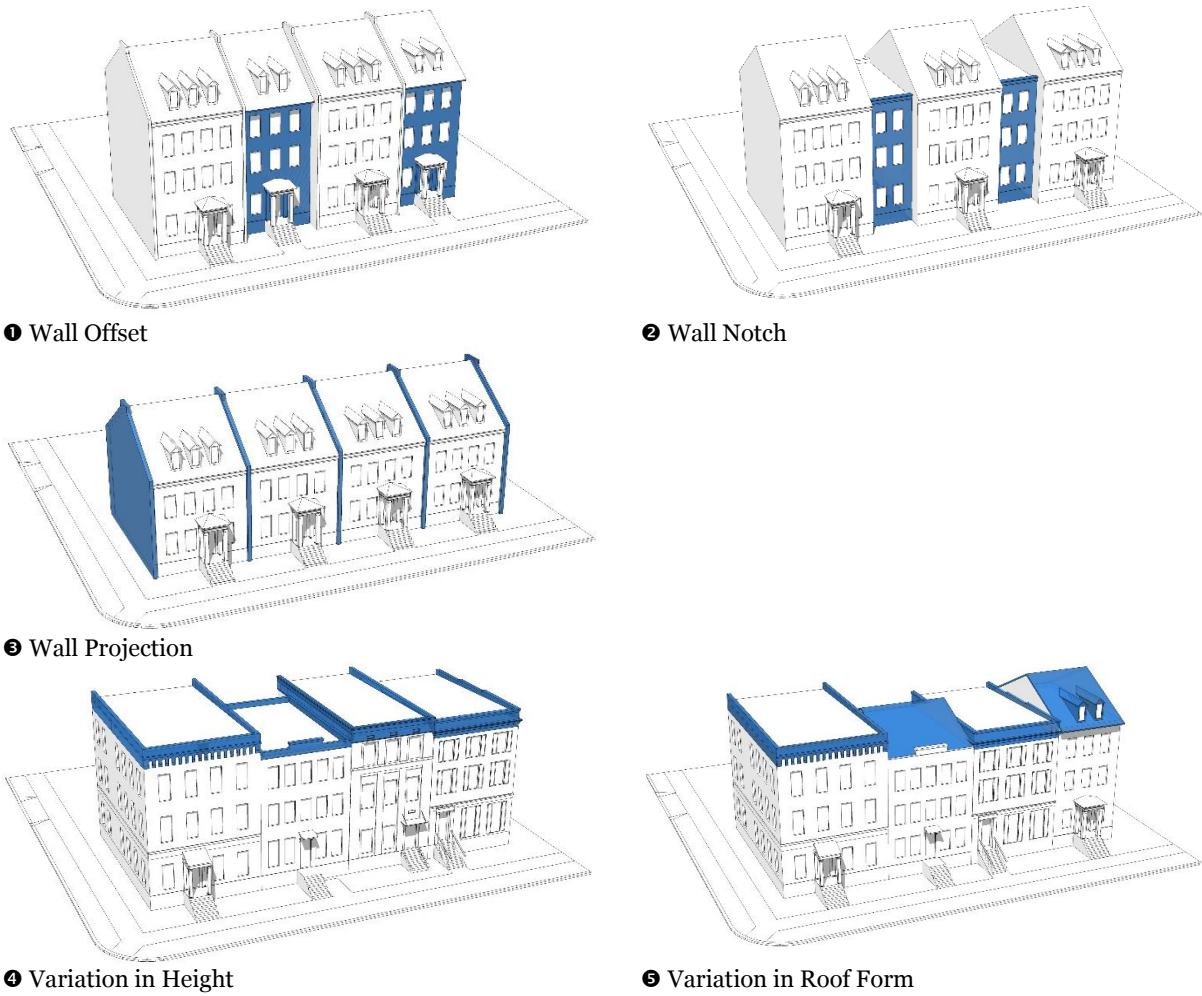 ❶ Wall Offset
❷ Wall Notch
❸ Wall Projection
❹ Variation in Height
❺ Variation in Roof Form